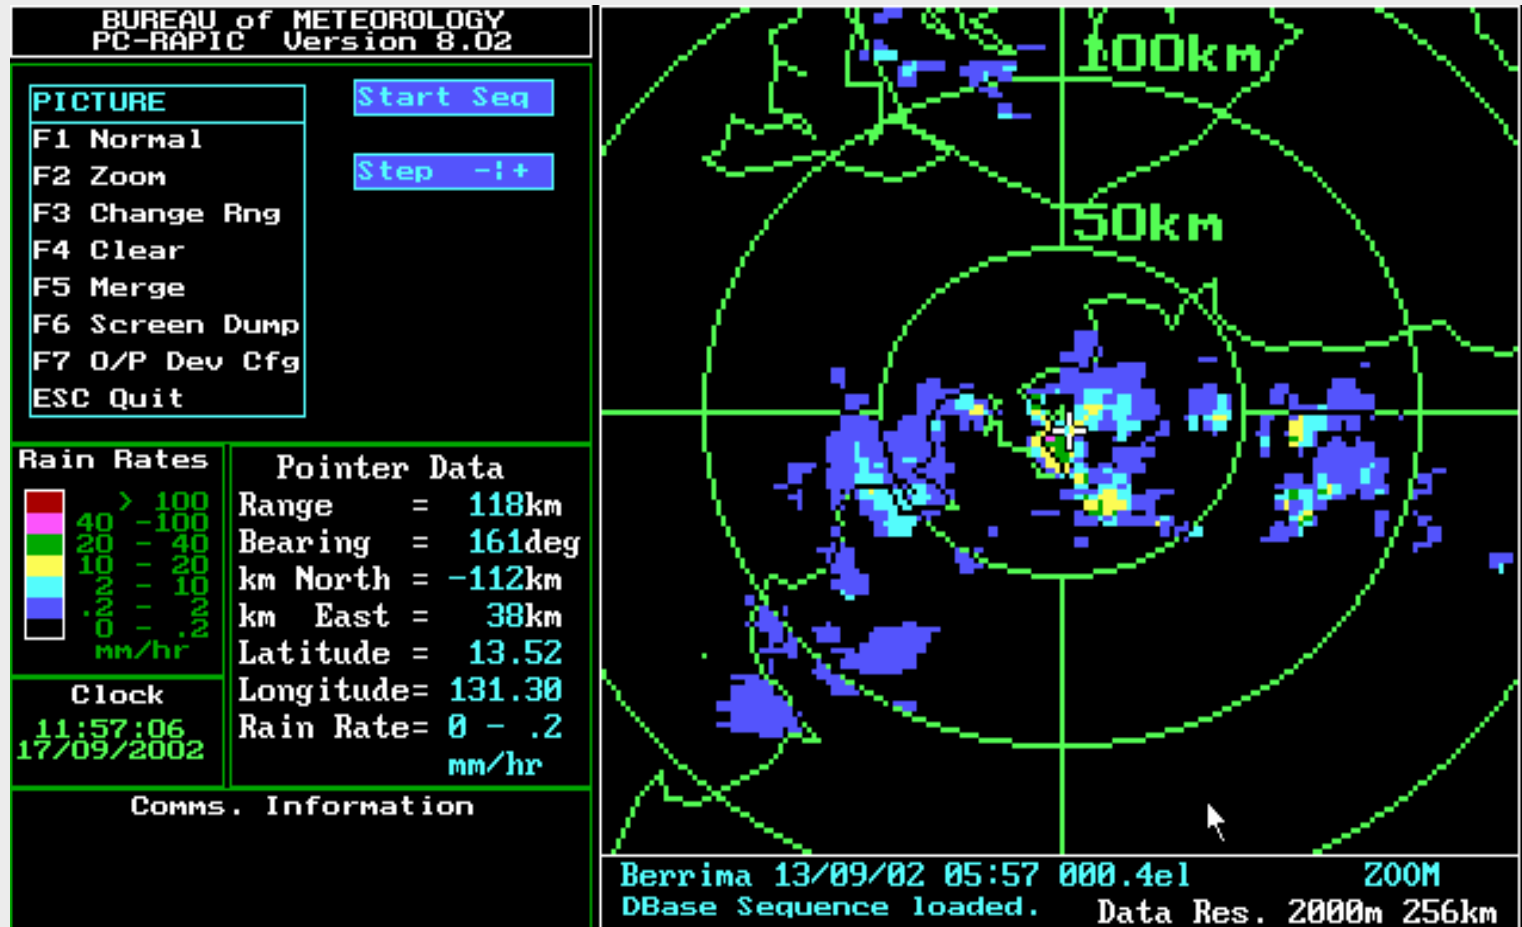 BUREAU of METEOROLOGY
PC-RAPIC Version 8.02
PICTURE
F1 Normal
F2 Zoom
F3 Change Rng
F4 Clear
F5 Merge
F6 Screen Dump
F7 O/P Dev Cfg
ESC Quit
Start Seq
Step -¦+
Rain Rates
> 100
40 -100
20 - 40
10 - 20
2 - 10
.2 - 2
0 - .2
mm/hr
Clock
11:57:06
17/09/2002
Pointer Data
Range = 118km
Bearing = 161deg
km North = -112km
km East = 38km
Latitude = 13.52
Longitude= 131.30
Rain Rate= 0 - .2
mm/hr
Comms. Information
100km
50km
Berrima 13/09/02 05:57 000.4el ZOOM
DBase Sequence loaded. Data Res. 2000m 256km